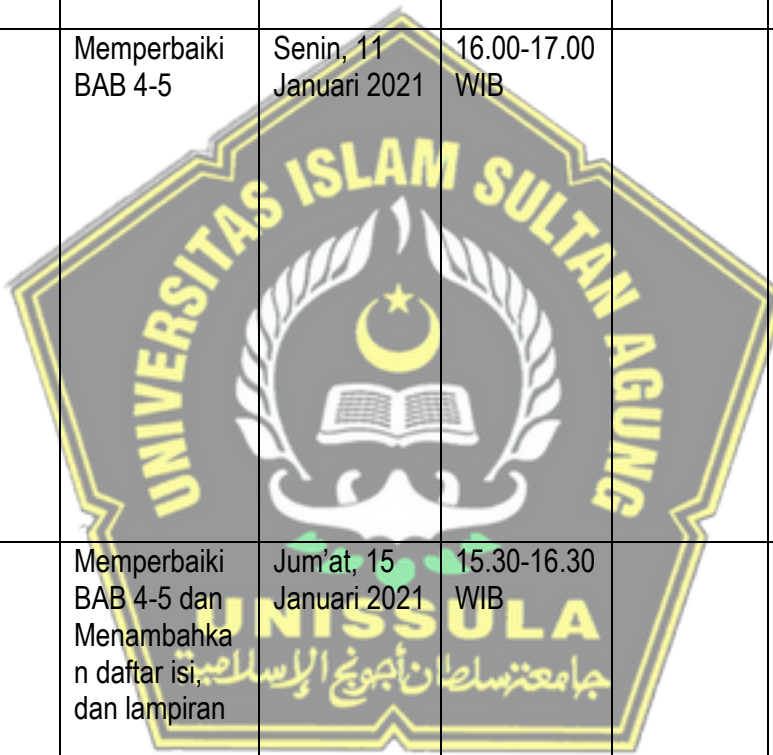 Memperbaiki
BAB 4-5
Senin, 11
Januari 2021
16.00-17.00
WIB
UNIVERSITAS ISLAM SULTAN AGUNG
Memperbaiki
BAB 4-5 dan
Menambahka
n daftar isi,
dan lampiran
Jum'at, 15
Januari 2021
15.30-16.30
WIB
UNISSULA
جامعة سلطان أجونج الإسلامية